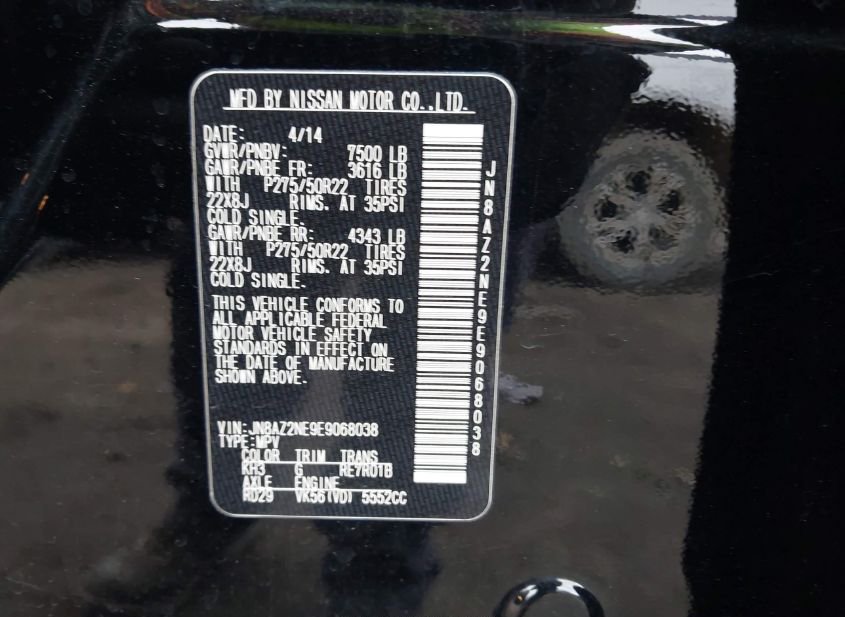 MFD BY NISSAN MOTOR CO.,LTD.
DATE: 4/14
GVWR/PNBV: 7500 LB
GAWR/PNBE FR: 3616 LB
WITH P275/50R22 TIRES
22X8J RIMS. AT 35PSI
COLD SINGLE.
GAWR/PNBE RR: 4343 LB
WITH P275/50R22 TIRES
22X8J RIMS. AT 35PSI
COLD SINGLE.
THIS VEHICLE CONFORMS TO
ALL APPLICABLE FEDERAL
MOTOR VEHICLE SAFETY
STANDARDS IN EFFECT ON
THE DATE OF MANUFACTURE
SHOWN ABOVE.
VIN:JN8AZ2NE9E9068038
TYPE:MPV
COLOR TRIM TRANS
KH3 G RE7R01B
AXLE ENGINE
RD29 VK56(VD) 5552CC
JN8AZ2NE9E9068038